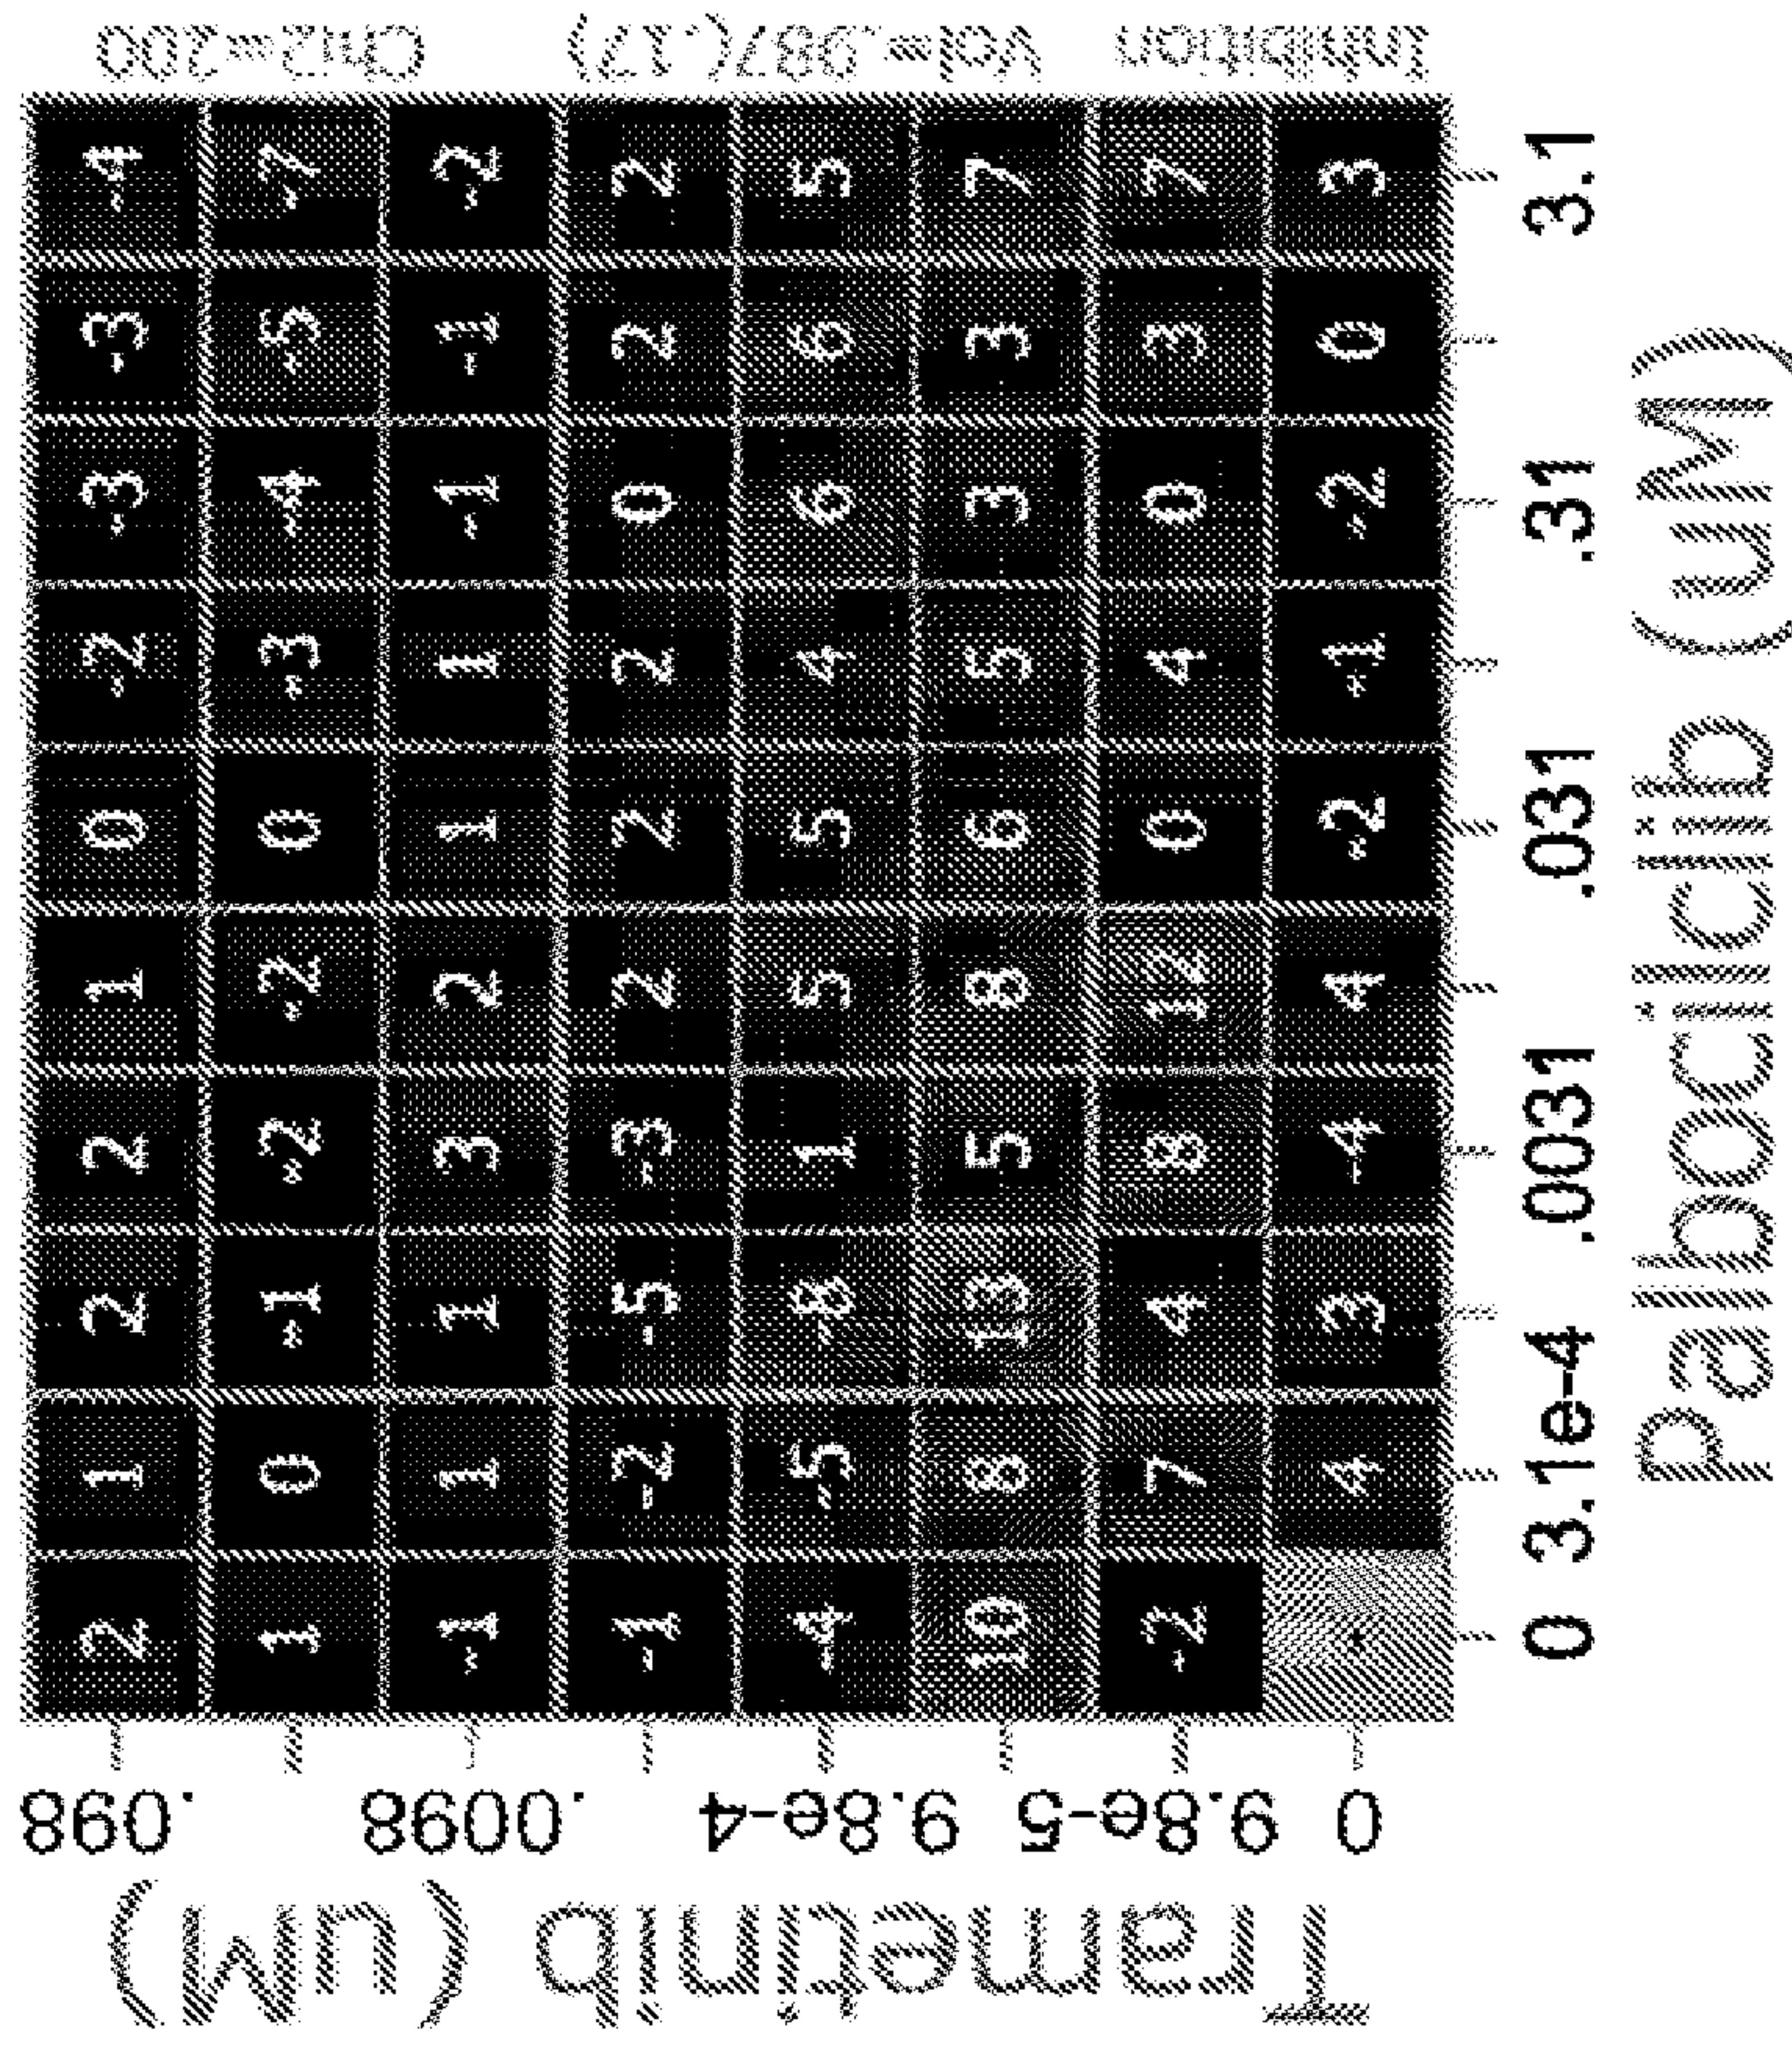 Trametinib (uM)
.098 2 1 2 2 1 0 -2 -3 -3 -4
1 0 -1 -2 -2 0 -3 -4 -5 -7
.0098 -1 1 1 3 2 1 1 -1 -1 -2
-1 -2 -5 -3 2 2 2 0 2 2
9.8e-4 -4 -5 -8 1 5 5 4 6 6 5
10 8 13 5 8 6 5 3 3 7
9.8e-5 -2 7 4 8 12 0 4 0 3 7
0 . 4 3 -4 4 -2 -1 -2 0 3
0 3.1e-4 .0031 .031 .31 3.1
Palbocilclib (uM)
Inhibition Vol=.987(.17) Chi2=200